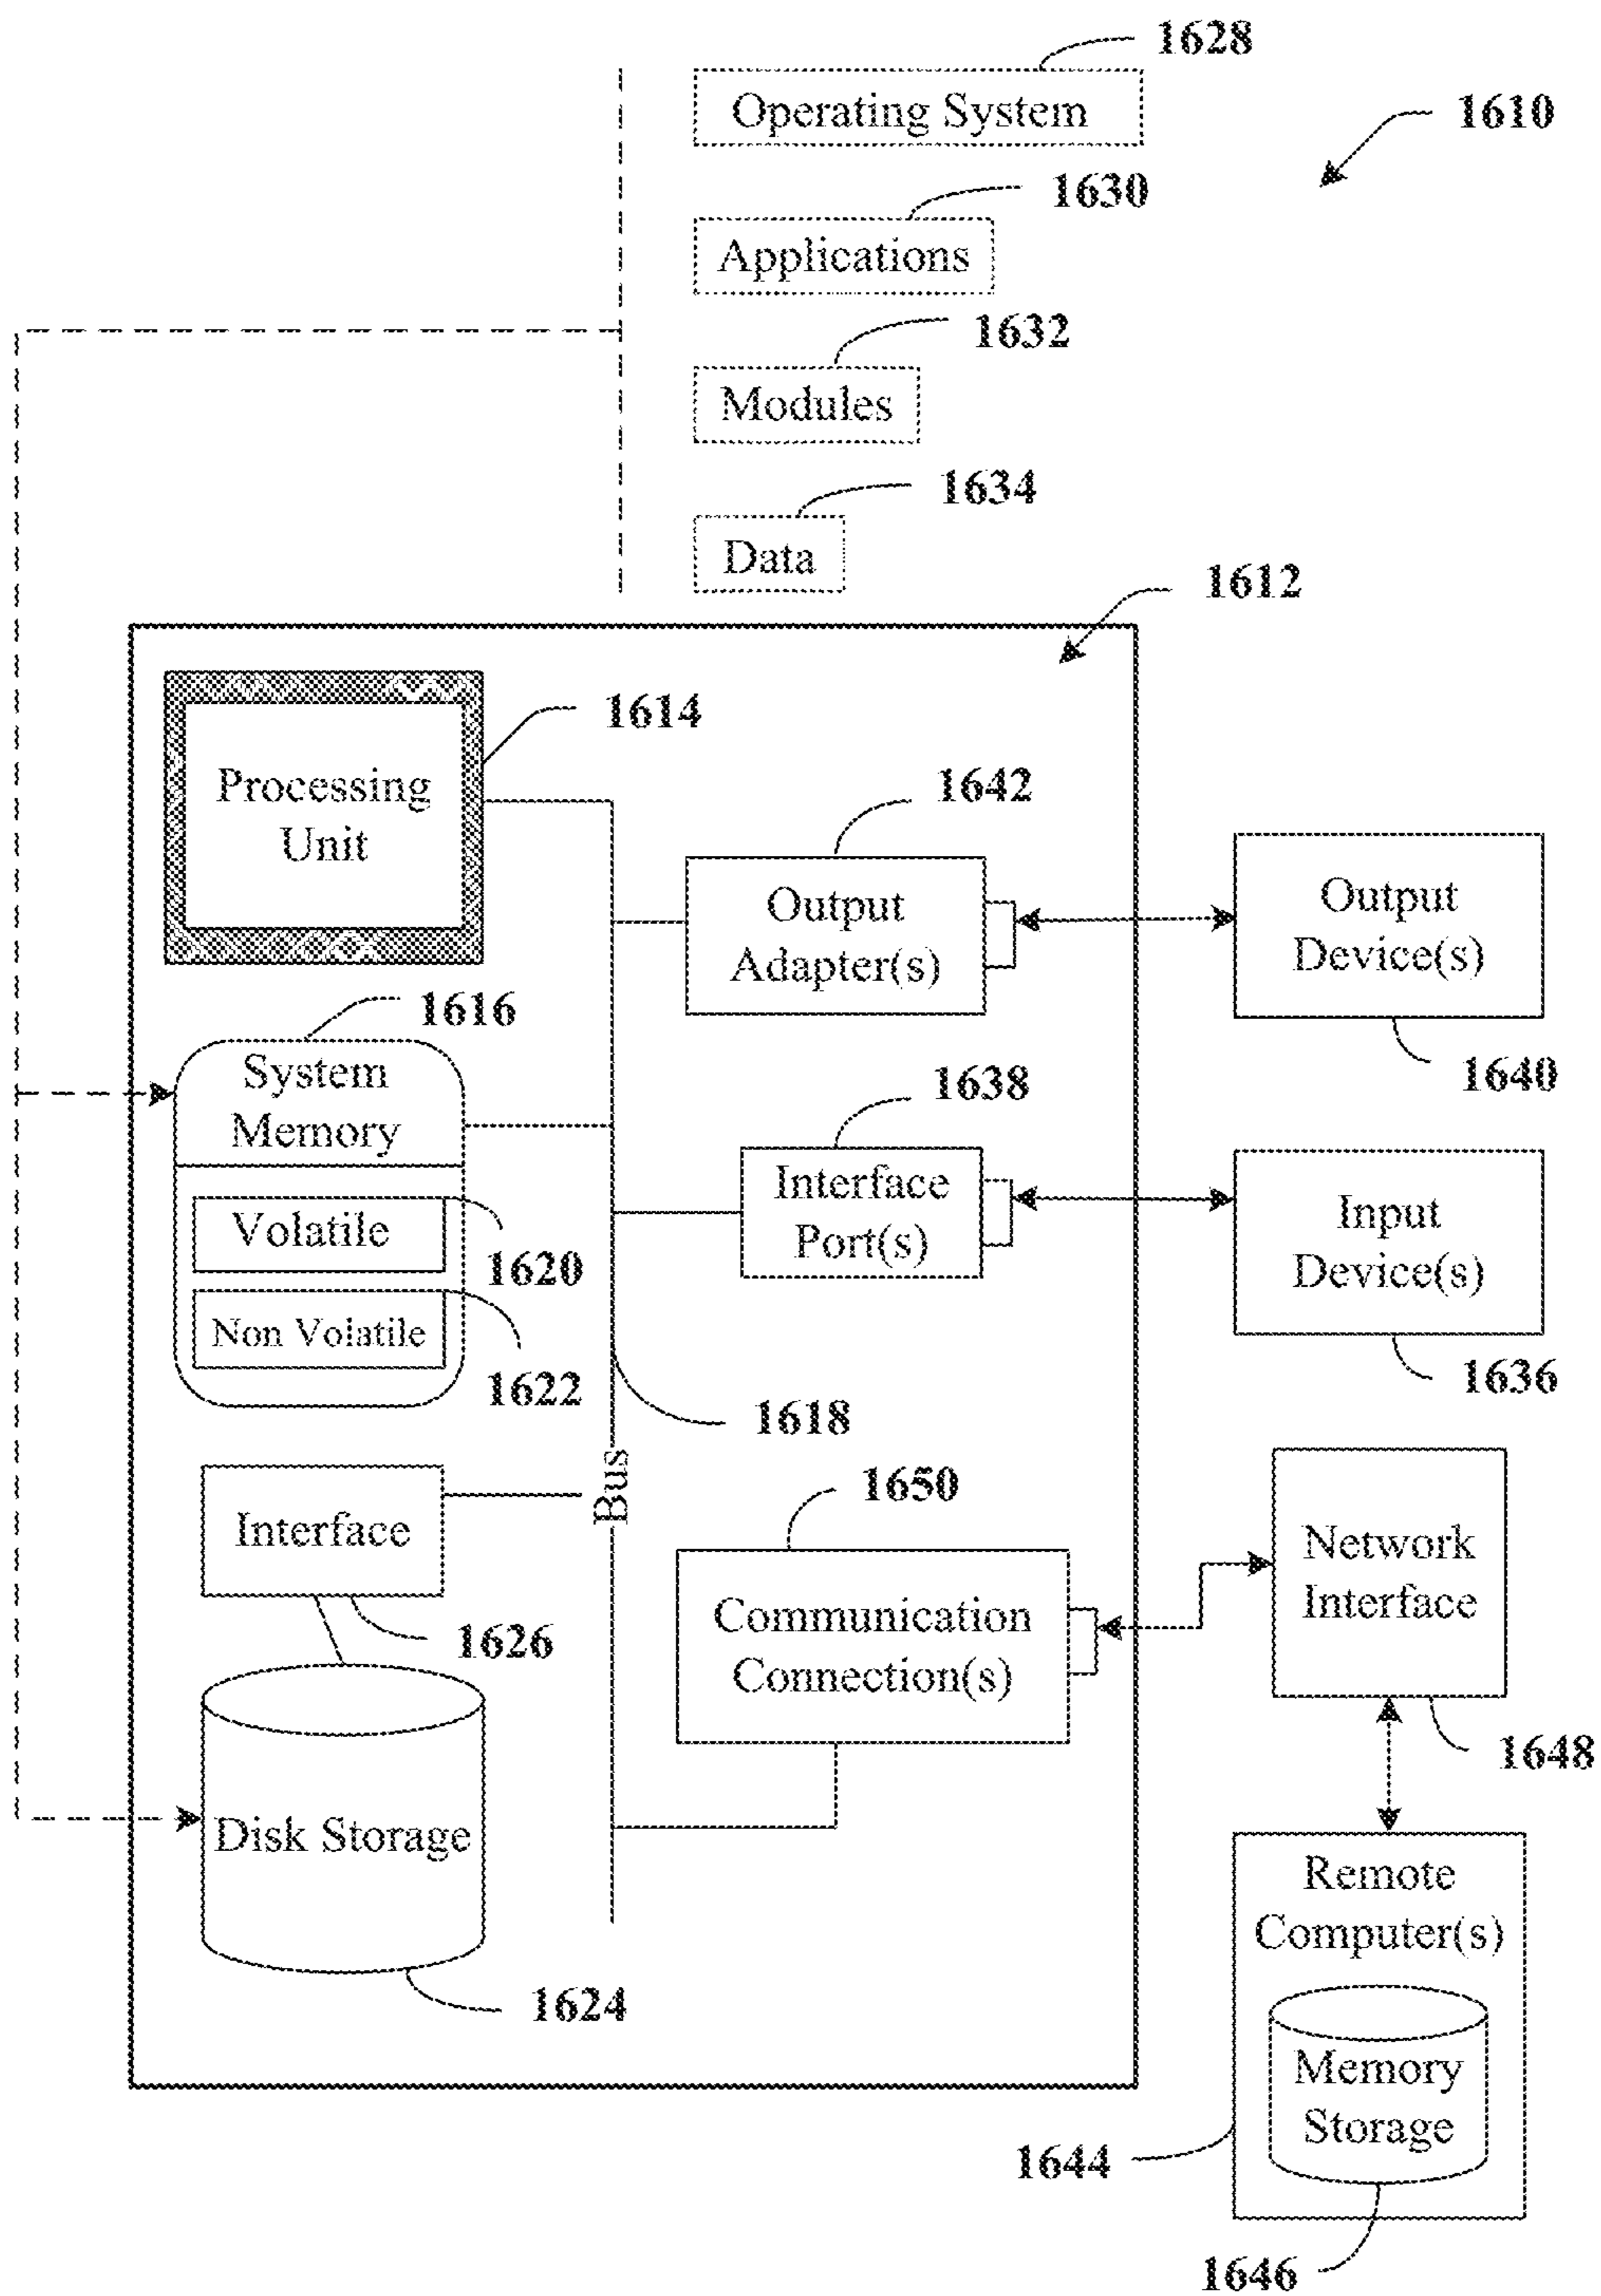 1628
Operating System
1610
1630
Applications
1632
Modules
1634
Data
1612
1614
Processing
Unit
1642
Output
Adapter(s)
Output
Device(s)
1640
1616
System
Memory
1638
Interface
Port(s)
Input
Device(s)
1636
Volatile
1620
Non Volatile
1622
1618
Bus
Interface
1626
1650
Communication
Connection(s)
Network
Interface
1648
Disk Storage
1624
Remote
Computer(s)
Memory
Storage
1644
1646